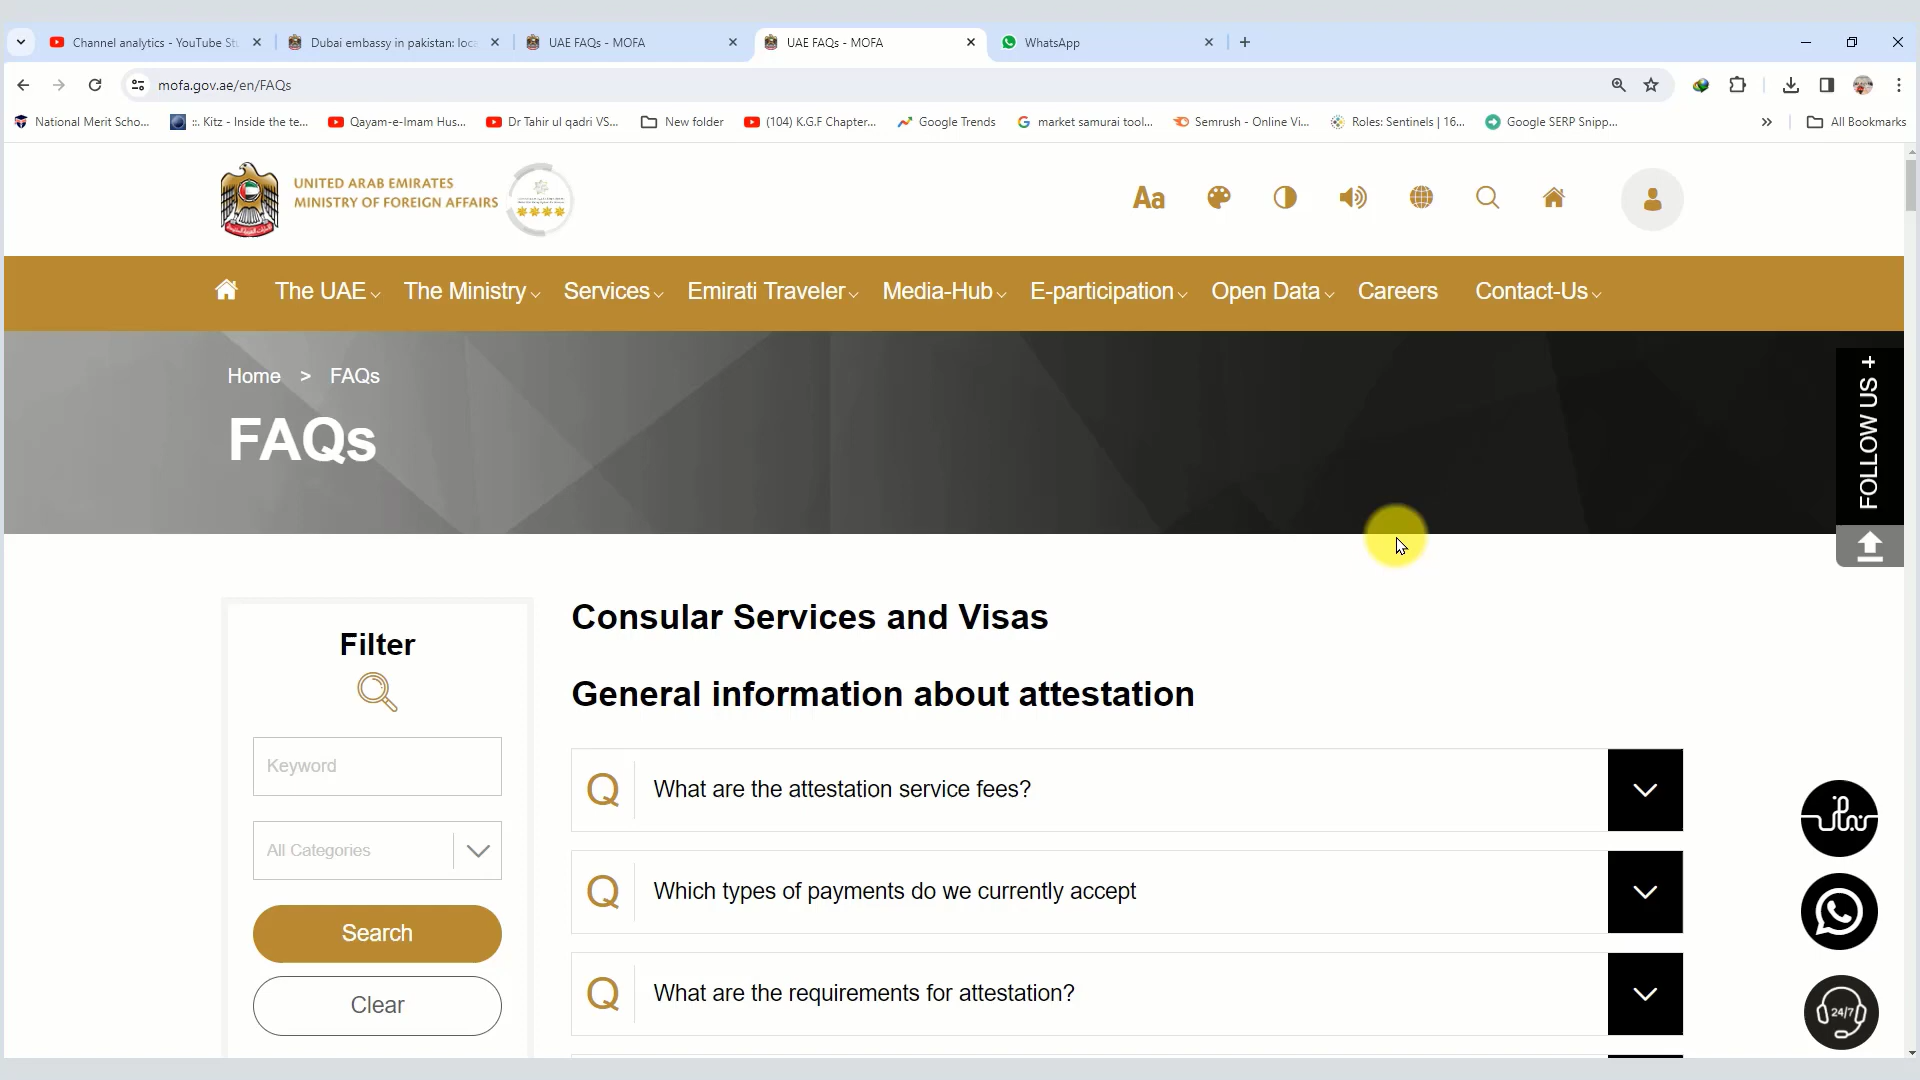 Channel analytics - YouTube St
Dubai embassy in pakistan: loc
UAE FAQs - MOFA
UAE FAQs - MOFA
WhatsApp
mofa.gov.ae/en/FAQs
National Merit Scho...
::. Kitz - Inside the te...
Qayam-e-Imam Hus...
Dr Tahir ul qadri VS...
New folder
(104) K.G.F Chapter...
Google Trends
market samurai tool...
Semrush - Online Vi...
Roles: Sentinels | 16...
Google SERP Snipp...
All Bookmarks
UNITED ARAB EMIRATES
MINISTRY OF FOREIGN AFFAIRS
Aa
The UAE
The Ministry
Services
Emirati Traveler
Media-Hub
E-participation
Open Data
Careers
Contact-Us
Home > FAQs
FAQs
FOLLOW US +
Filter
Keyword
All Categories
Search
Clear
Consular Services and Visas
General information about attestation
Q What are the attestation service fees?
Q Which types of payments do we currently accept
Q What are the requirements for attestation?
24/7